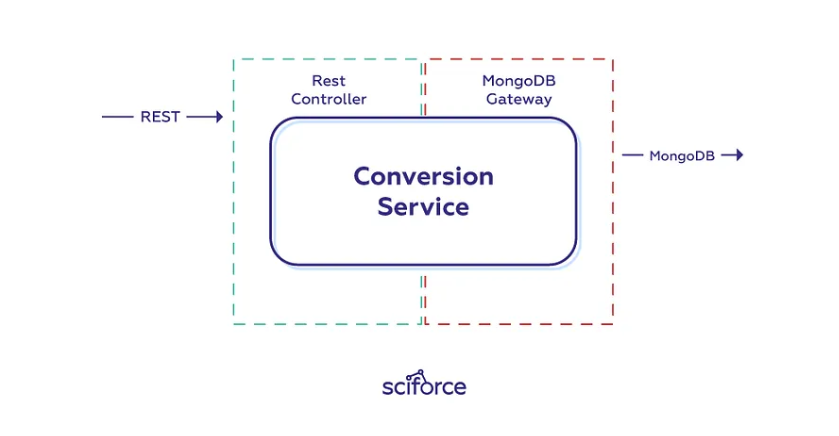 Rest
Controller
MongoDB
Gateway
REST
Conversion
Service
MongoDB
sciforce